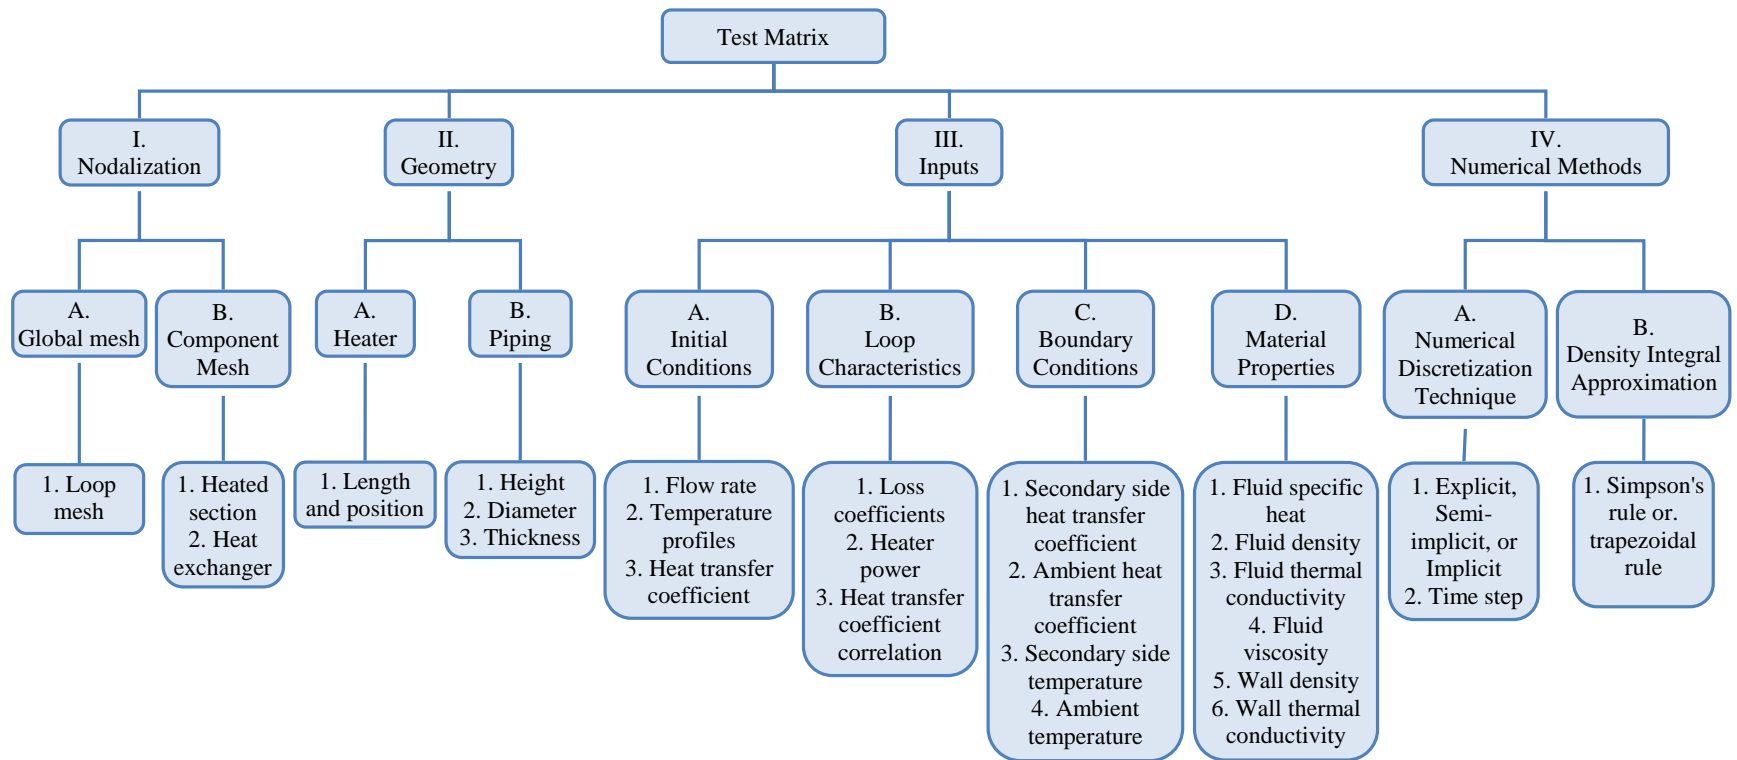 Test Matrix
I.
Nodalization
II.
Geometry
III.
Inputs
IV.
Numerical Methods
A.
Global mesh
B.
Component
Mesh
A.
Heater
B.
Piping
A.
Initial
Conditions
B.
Loop
Characteristics
C.
Boundary
Conditions
D.
Material
Properties
A.
Numerical
Discretization
Technique
B.
Density Integral
Approximation
1. Loop
mesh
1. Heated
section
2. Heat
exchanger
1. Length
and position
1. Height
2. Diameter
3. Thickness
1. Flow rate
2. Temperature
profiles
3. Heat transfer
coefficient
1. Loss
coefficients
2. Heater
power
3. Heat transfer
coefficient
correlation
1. Secondary side
heat transfer
coefficient
2. Ambient heat
transfer
coefficient
3. Secondary side
temperature
4. Ambient
temperature
1. Fluid specific
heat
2. Fluid density
3. Fluid thermal
conductivity
4. Fluid
viscosity
5. Wall density
6. Wall thermal
conductivity
1. Explicit,
Semi-
implicit, or
Implicit
2. Time step
1. Simpson's
rule or.
trapezoidal
rule